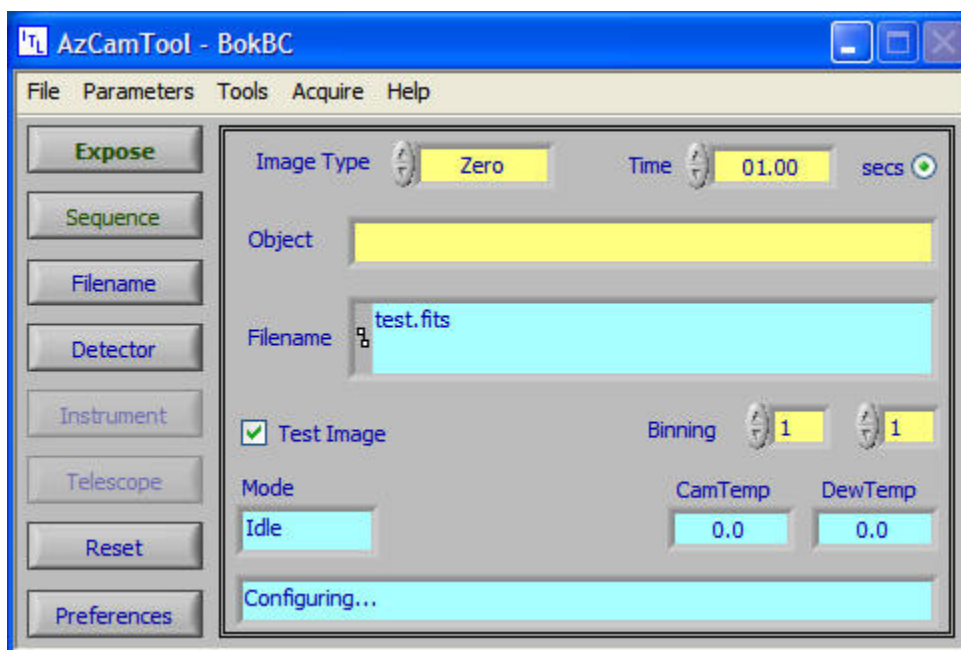 ITL AzCamTool - BokBC
File Parameters Tools Acquire Help
Expose
Sequence
Filename
Detector
Instrument
Telescope
Reset
Preferences
Image Type Zero Time 01.00 secs
Object
Filename test.fits
Test Image Binning 1 1
Mode CamTemp DewTemp
Idle 0.0 0.0
Configuring...